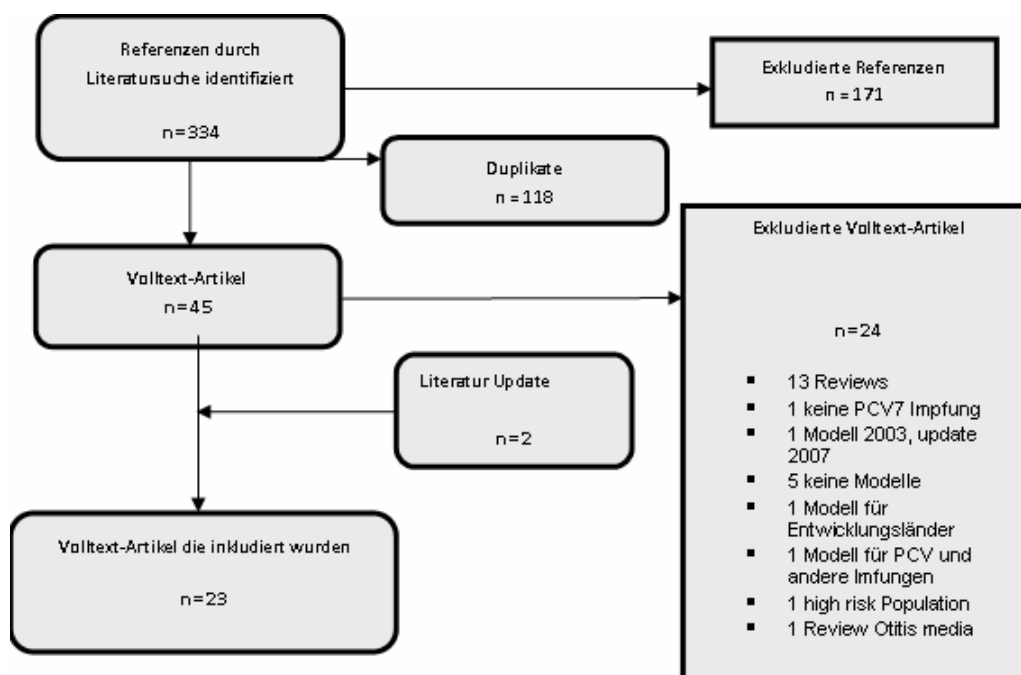 Referenzen durch
Literatursuche identifiziert
n=334
Exkludierte Referenzen
n = 171
Duplikate
n = 118
Volltext-Artikel
n=45
Exkludierte Volltext-Artikel
n=24
▪ 13 Reviews
▪ 1 keine PCV7 Impfung
▪ 1 Modell 2003, update
2007
▪ 5 keine Modelle
▪ 1 Modell für
Entwicklungsländer
▪ 1 Modell für PCV und
andere Imfungen
▪ 1 high risk Population
▪ 1 Review Otitis media
Literatur Update
n=2
Volltext-Artikel die inkludiert wurden
n=23